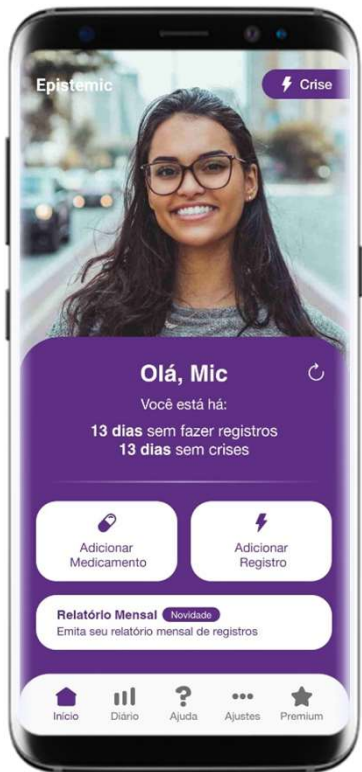 Epistemic
Crise
Olá, Mic
Você está há:
13 dias sem fazer registros
13 dias sem crises
Adicionar
Medicamento
Adicionar
Registro
Relatório Mensal Novidade
Emita seu relatório mensal de registros
Início Diário Ajuda Ajustes Premium